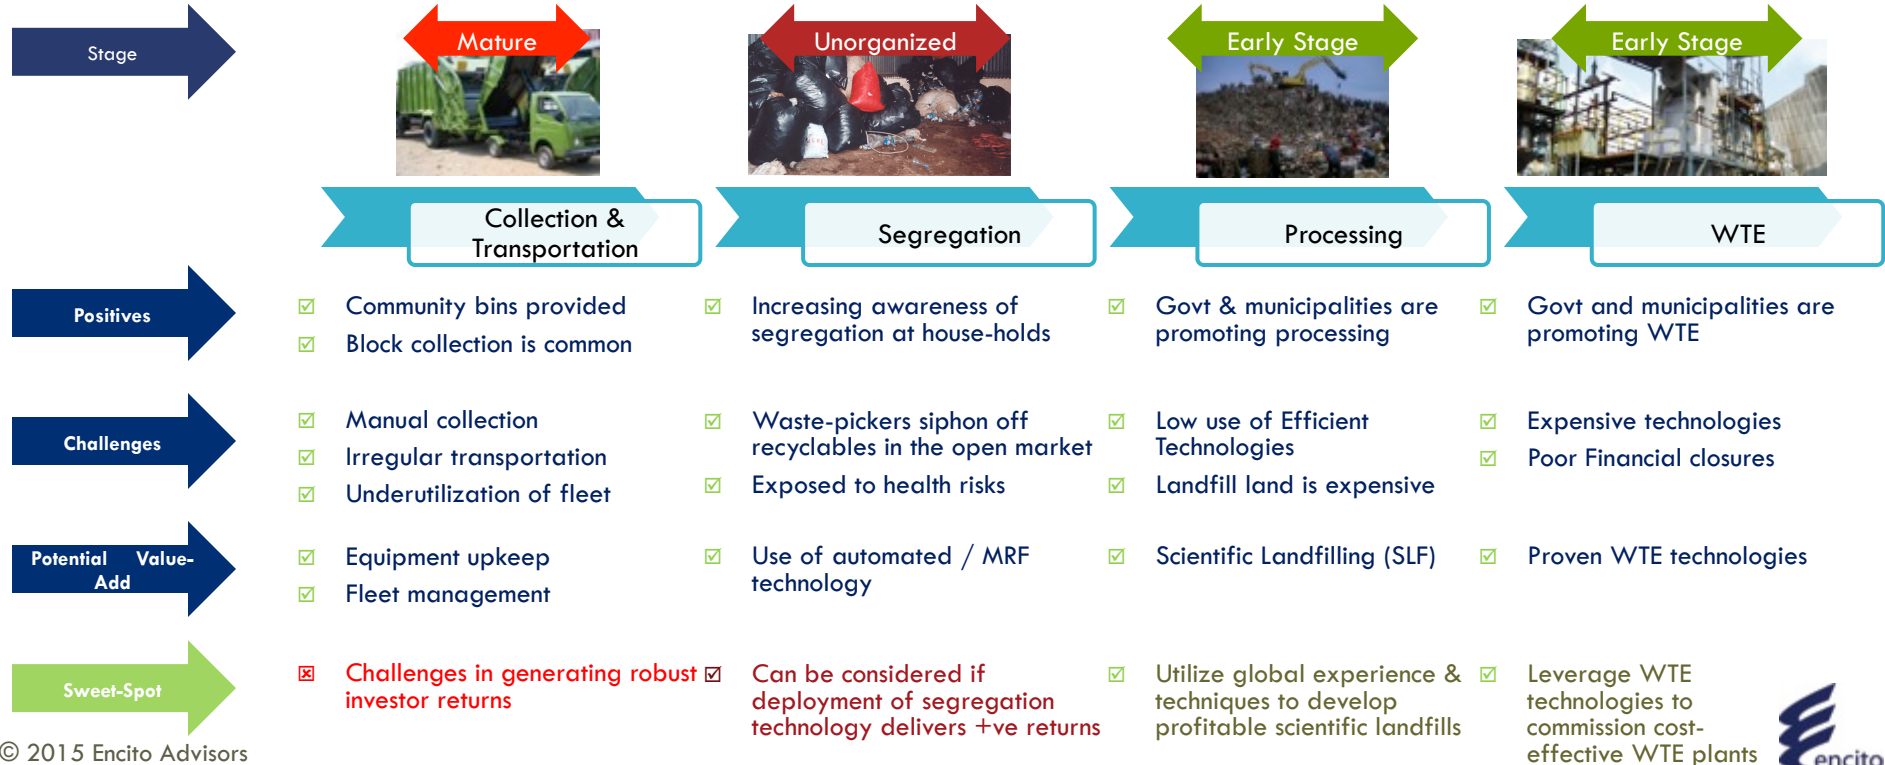 Stage
Mature
Unorganized
Early Stage
Early Stage
Collection &
Transportation
Segregation
Processing
WTE
Positives
Community bins provided
Block collection is common
Increasing awareness of
segregation at house-holds
Govt & municipalities are
promoting processing
Govt and municipalities are
promoting WTE
Challenges
Manual collection
Irregular transportation
Underutilization of fleet
Waste-pickers siphon off
recyclables in the open market
Exposed to health risks
Low use of Efficient
Technologies
Landfill land is expensive
Expensive technologies
Poor Financial closures
Potential Value-
Add
Equipment upkeep
Fleet management
Use of automated / MRF
technology
Scientific Landfilling (SLF)
Proven WTE technologies
Sweet-Spot
Challenges in generating robust
investor returns
Can be considered if
deployment of segregation
technology delivers +ve returns
Utilize global experience &
techniques to develop
profitable scientific landfills
Leverage WTE
technologies to
commission cost-
effective WTE plants
© 2015 Encito Advisors
encito